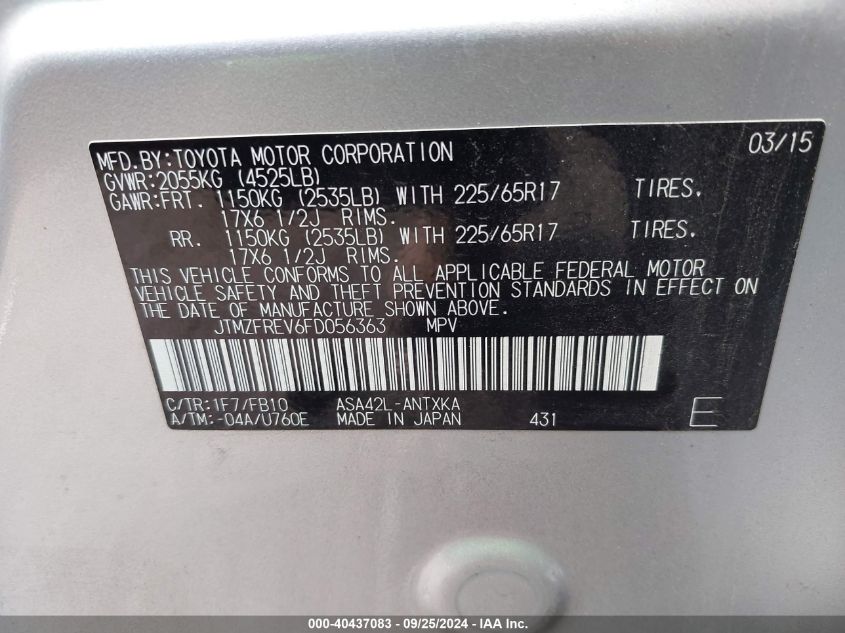 MFD.BY:TOYOTA MOTOR CORPORATION 03/15
GVWR:2055KG (4525LB)
GAWR:FRT. 1150KG (2535LB) WITH 225/65R17 TIRES.
17X6 1/2J RIMS.
RR. 1150KG (2535LB) WITH 225/65R17 TIRES.
17X6 1/2J RIMS.
THIS VEHICLE CONFORMS TO ALL APPLICABLE FEDERAL MOTOR
VEHICLE SAFETY AND THEFT PREVENTION STANDARDS IN EFFECT ON
THE DATE OF MANUFACTURE SHOWN ABOVE.
JTMZFREV6FD056363 MPV
C/TR:1F7/FB10 ASA42L-ANTXKA
A/TM:-04A/U760E MADE IN JAPAN 431 E
000-40437083 - 09/25/2024 - IAA Inc.